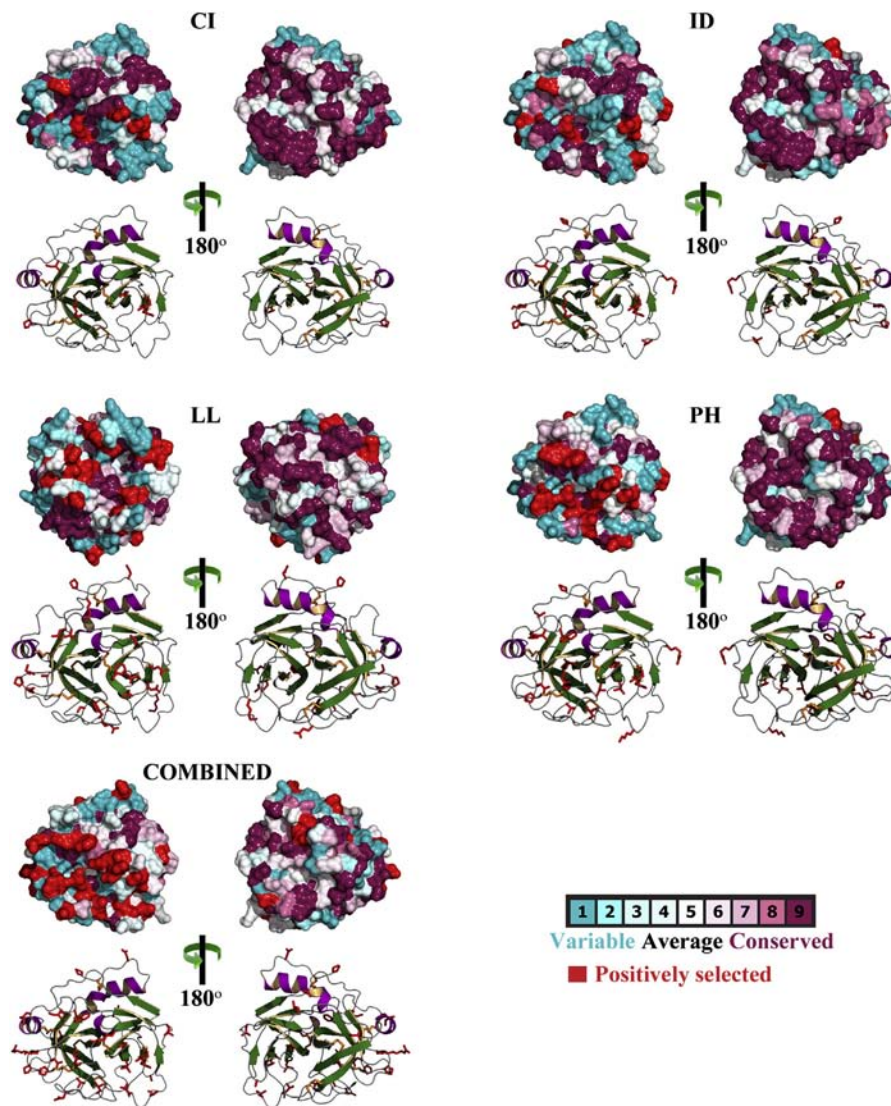 CI
ID
180°
180°
LL
PH
180°
180°
COMBINED
180°
1 2 3 4 5 6 7 8 9
Variable Average Conserved
Positively selected